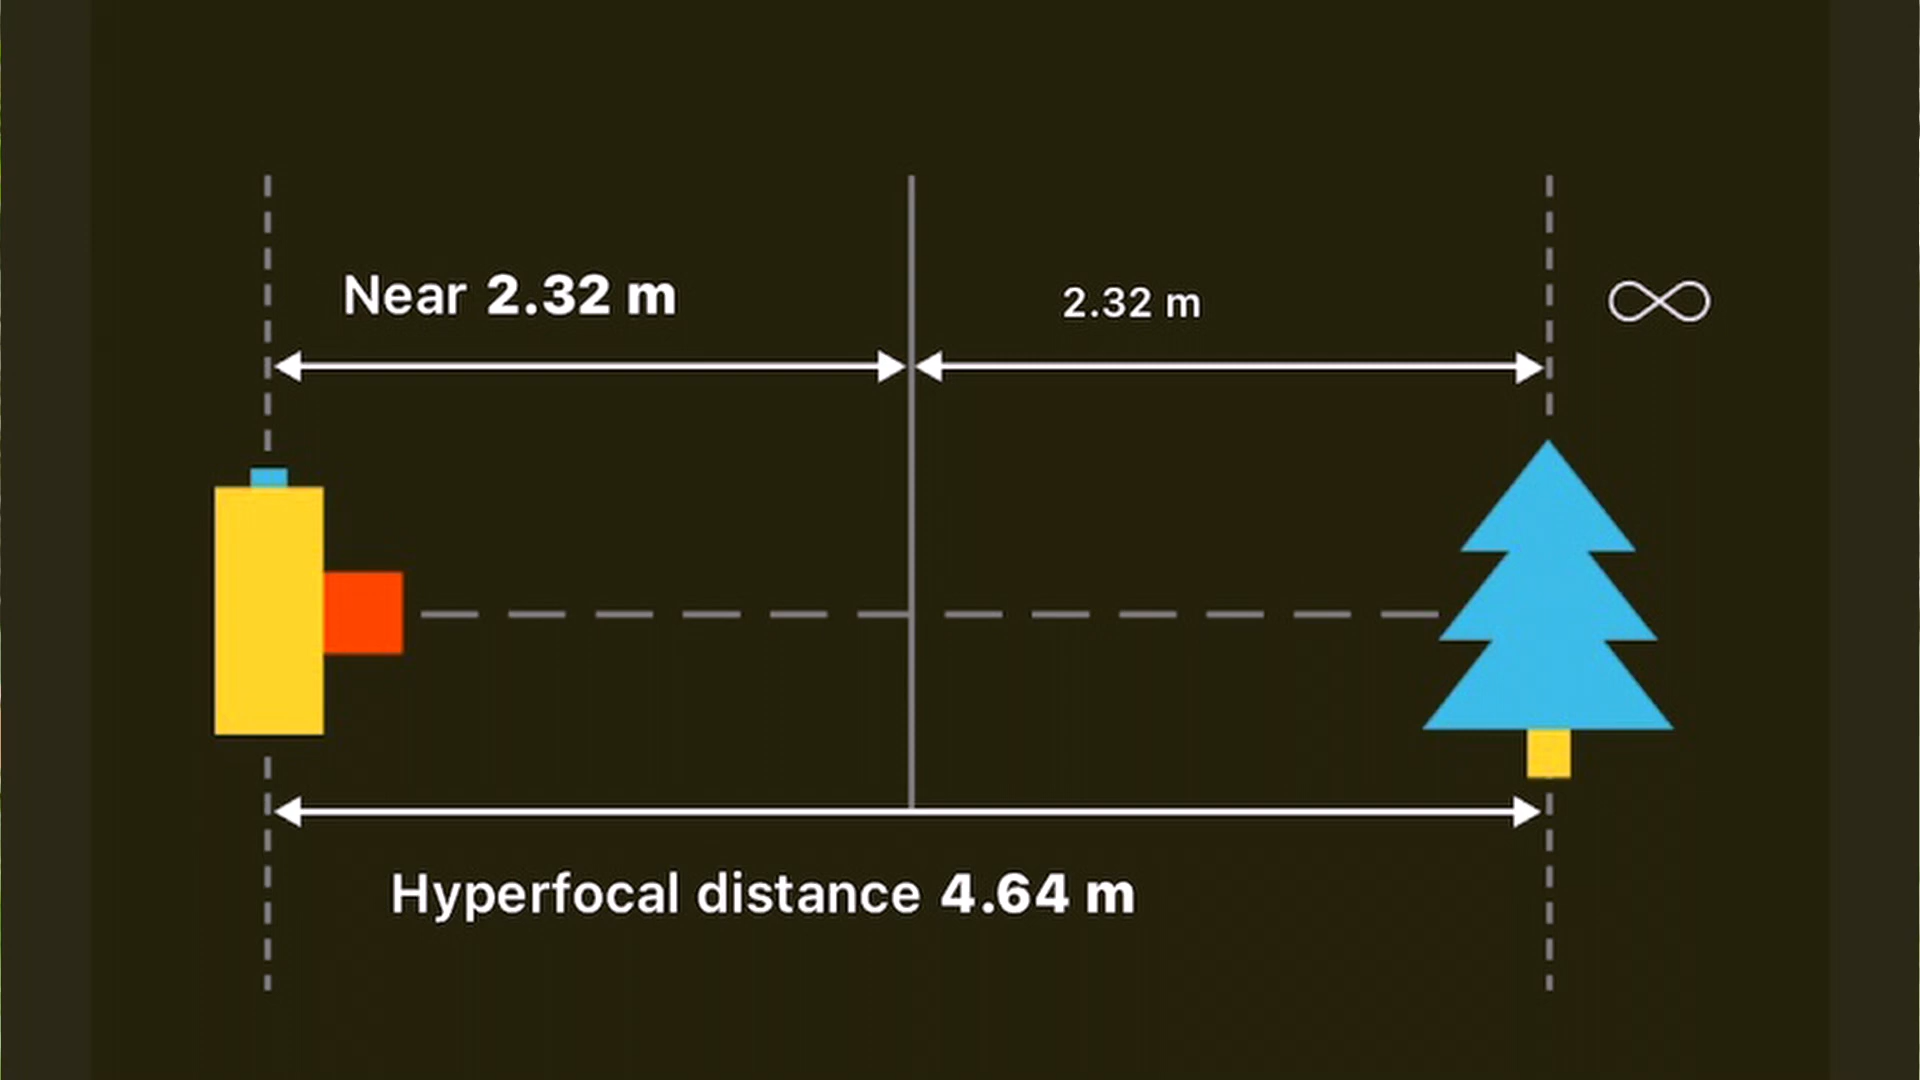 Near 2.32 m
2.32 m
∞
Hyperfocal distance 4.64 m